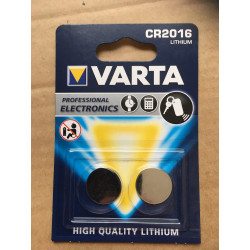 CR2016
LITHIUM
VARTA
PROFESSIONAL
ELECTRONICS
HIGH QUALITY LITHIUM